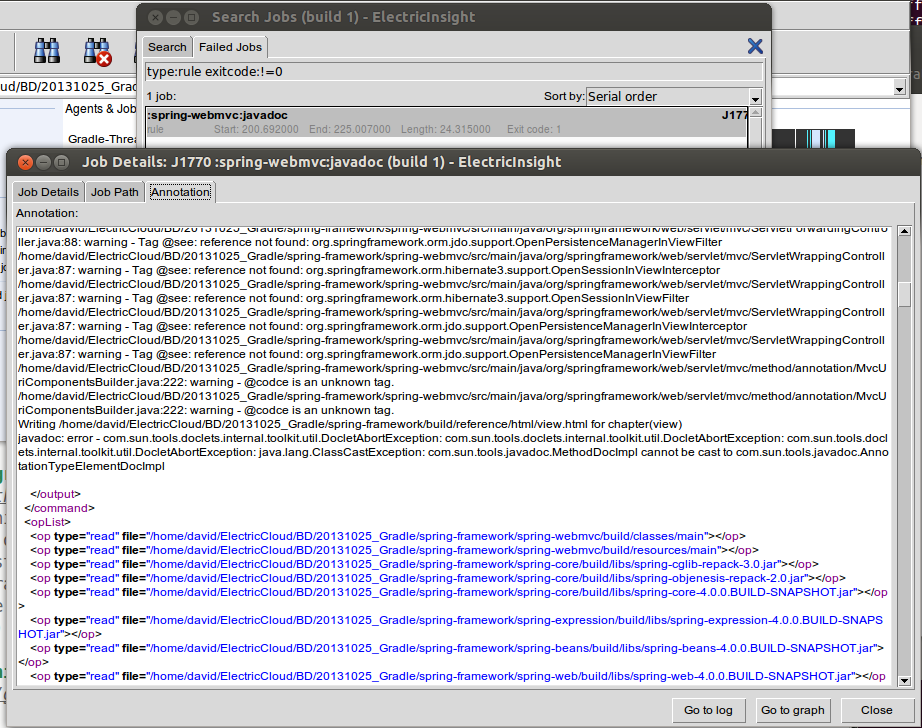 Search Jobs (build 1) - ElectricInsight
Search
Failed Jobs
type:rule exitcode:!=0
ud/BD/20131025_Gra
1 job:
Sort by:
Serial order
Agents & Job
:spring-webmvc:javadoc
J177
rule Start: 200.692000 End: 225.007000 Length: 24.315000 Exit code: 1
Gradle-Threa
Job Details: J1770 :spring-webmvc:javadoc (build 1) - ElectricInsight
Job Details
Job Path
Annotation
Annotation:
/home/david/ElectricCloud/BD/20131025_Gradle/spring-framework/spring-webmvc/src/main/java/org/springframework/web/servlet/mvc/ServletForwardingContro
ller.java:88: warning - Tag @see: reference not found: org.springframework.orm.jdo.support.OpenPersistenceManagerInViewFilter
/home/david/ElectricCloud/BD/20131025_Gradle/spring-framework/spring-webmvc/src/main/java/org/springframework/web/servlet/mvc/ServletWrappingControll
er.java:87: warning - Tag @see: reference not found: org.springframework.orm.hibernate3.support.OpenSessionInViewInterceptor
/home/david/ElectricCloud/BD/20131025_Gradle/spring-framework/spring-webmvc/src/main/java/org/springframework/web/servlet/mvc/ServletWrappingControll
er.java:87: warning - Tag @see: reference not found: org.springframework.orm.hibernate3.support.OpenSessionInViewFilter
/home/david/ElectricCloud/BD/20131025_Gradle/spring-framework/spring-webmvc/src/main/java/org/springframework/web/servlet/mvc/ServletWrappingControll
er.java:87: warning - Tag @see: reference not found: org.springframework.orm.jdo.support.OpenPersistenceManagerInViewInterceptor
/home/david/ElectricCloud/BD/20131025_Gradle/spring-framework/spring-webmvc/src/main/java/org/springframework/web/servlet/mvc/ServletWrappingControll
er.java:87: warning - Tag @see: reference not found: org.springframework.orm.jdo.support.OpenPersistenceManagerInViewFilter
/home/david/ElectricCloud/BD/20131025_Gradle/spring-framework/spring-webmvc/src/main/java/org/springframework/web/servlet/mvc/method/annotation/MvcU
riComponentsBuilder.java:222: warning - @codce is an unknown tag.
/home/david/ElectricCloud/BD/20131025_Gradle/spring-framework/spring-webmvc/src/main/java/org/springframework/web/servlet/mvc/method/annotation/MvcU
riComponentsBuilder.java:222: warning - @codce is an unknown tag.
Writing /home/david/ElectricCloud/BD/20131025_Gradle/spring-framework/build/reference/html/view.html for chapter(view)
javadoc: error - com.sun.tools.doclets.internal.toolkit.util.DocletAbortException: com.sun.tools.doclets.internal.toolkit.util.DocletAbortException: com.sun.tools.docl
ets.internal.toolkit.util.DocletAbortException: java.lang.ClassCastException: com.sun.tools.javadoc.MethodDocImpl cannot be cast to com.sun.tools.javadoc.Anno
tationTypeElementDocImpl
</output>
</command>
<opList>
<op type="read" file="/home/david/ElectricCloud/BD/20131025_Gradle/spring-framework/spring-webmvc/build/classes/main"></op>
<op type="read" file="/home/david/ElectricCloud/BD/20131025_Gradle/spring-framework/spring-webmvc/build/resources/main"></op>
<op type="read" file="/home/david/ElectricCloud/BD/20131025_Gradle/spring-framework/spring-core/build/libs/spring-cglib-repack-3.0.jar"></op>
<op type="read" file="/home/david/ElectricCloud/BD/20131025_Gradle/spring-framework/spring-core/build/libs/spring-objenesis-repack-2.0.jar"></op>
<op type="read" file="/home/david/ElectricCloud/BD/20131025_Gradle/spring-framework/spring-core/build/libs/spring-core-4.0.0.BUILD-SNAPSHOT.jar"></op
>
<op type="read" file="/home/david/ElectricCloud/BD/20131025_Gradle/spring-framework/spring-expression/build/libs/spring-expression-4.0.0.BUILD-SNAPS
HOT.jar"></op>
<op type="read" file="/home/david/ElectricCloud/BD/20131025_Gradle/spring-framework/spring-beans/build/libs/spring-beans-4.0.0.BUILD-SNAPSHOT.jar">
</op>
<op type="read" file="/home/david/ElectricCloud/BD/20131025_Gradle/spring-framework/spring-web/build/libs/spring-web-4.0.0.BUILD-SNAPSHOT.jar"></op
Go to log
Go to graph
Close